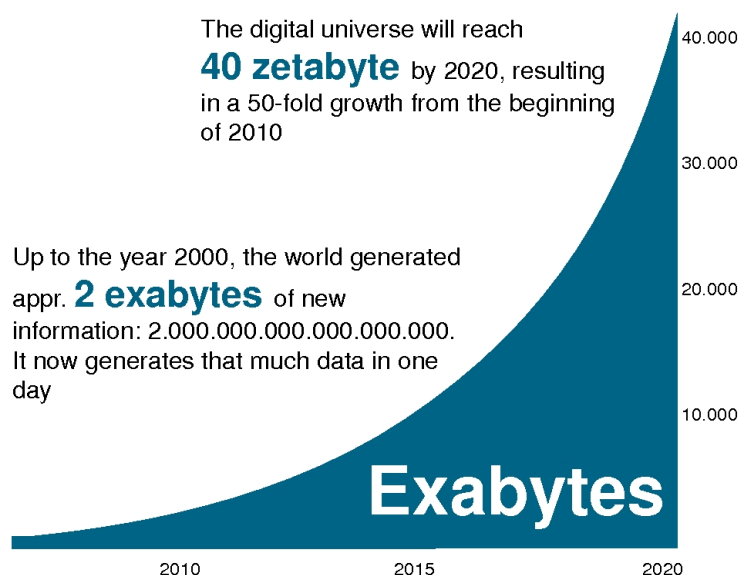 The digital universe will reach
40 zetabyte by 2020, resulting
in a 50-fold growth from the beginning
of 2010
40.000
30.000
Up to the year 2000, the world generated
appr. 2 exabytes of new
information: 2.000.000.000.000.000.000.
It now generates that much data in one
day
20.000
10.000
Exabytes
2010 2015 2020